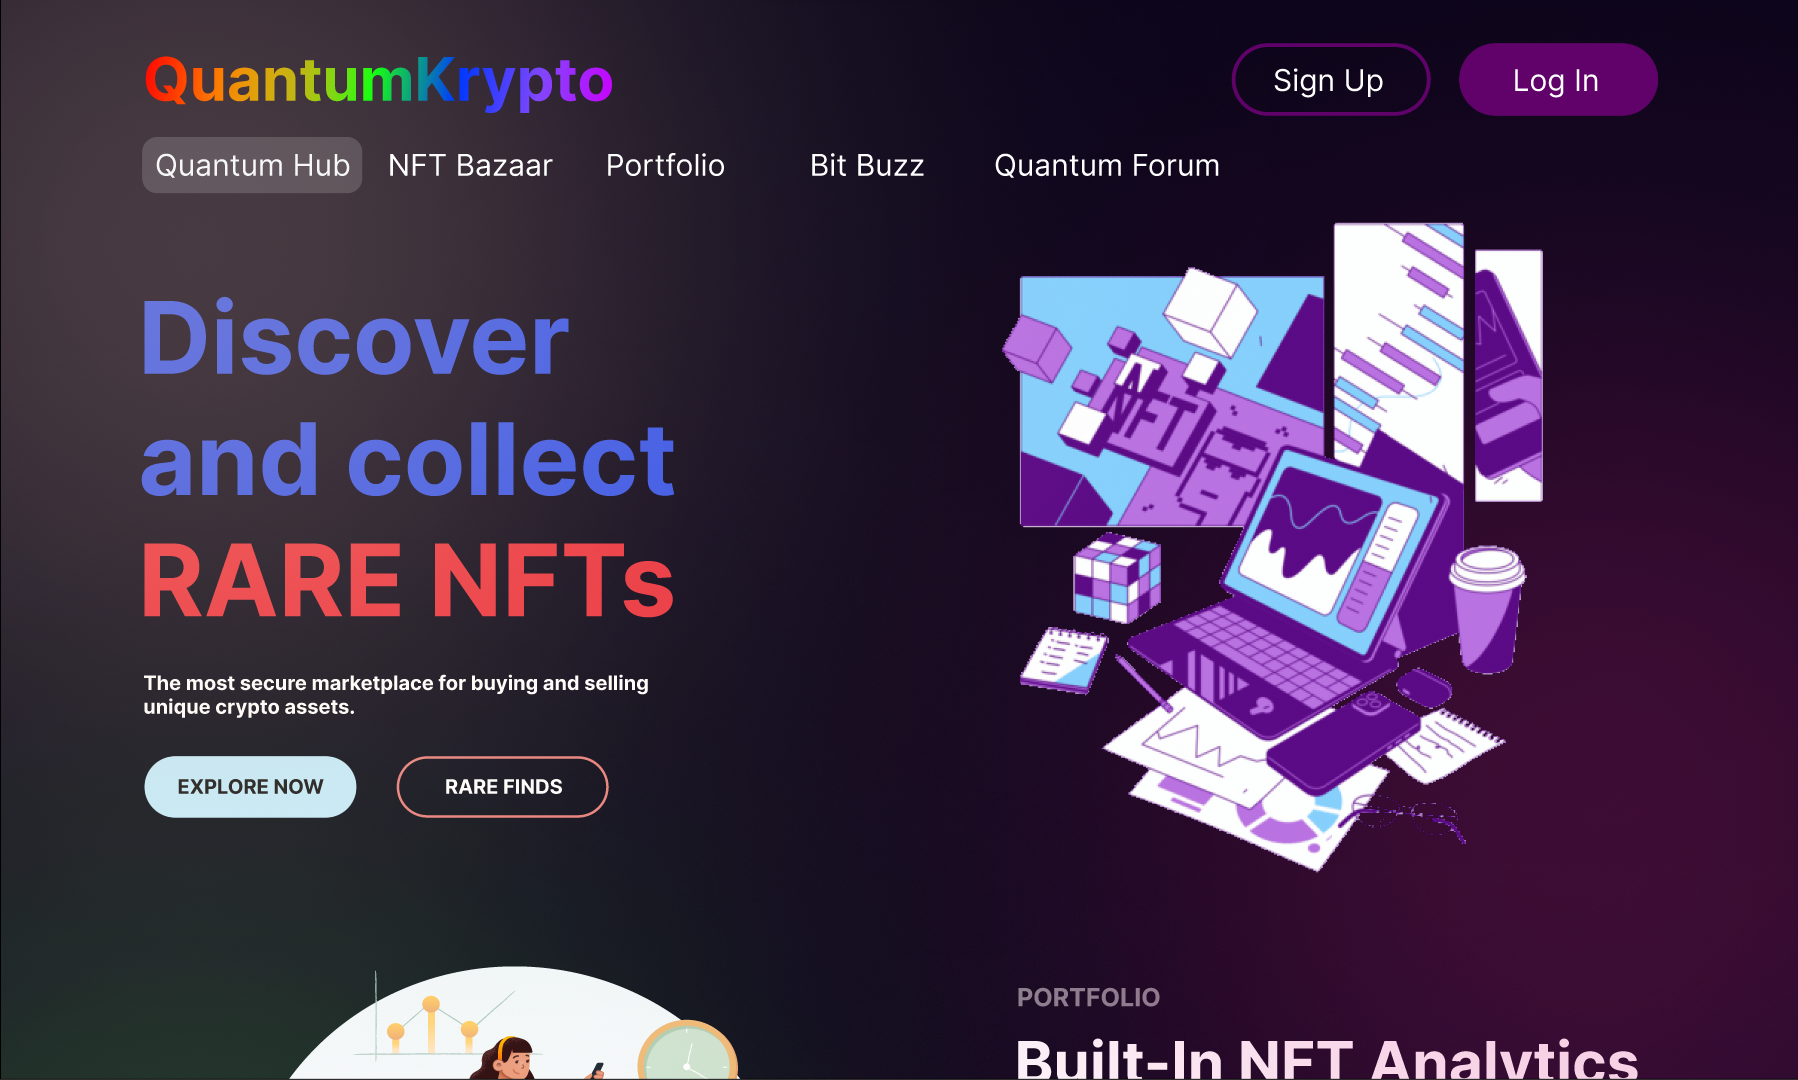 QuantumKrypto
Sign Up
Log In
Quantum Hub
NFT Bazaar
Portfolio
Bit Buzz
Quantum Forum
Discover
and collect
RARE NFTs
NFT
The most secure marketplace for buying and selling
unique crypto assets.
EXPLORE NOW
RARE FINDS
PORTFOLIO
Built-In NFT Analytics